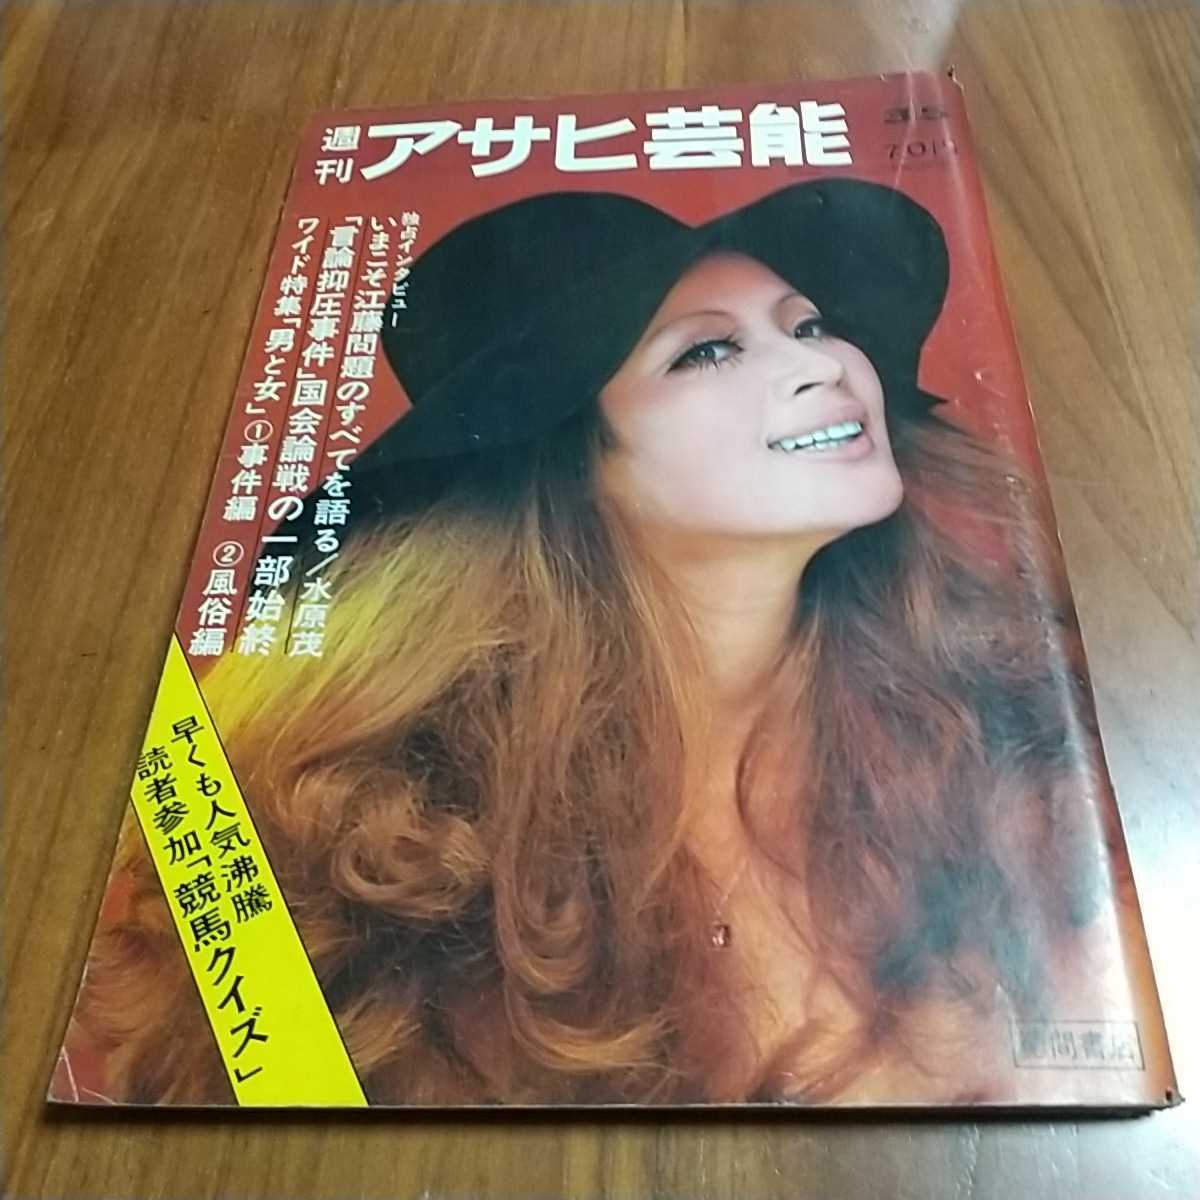 週刊
アサヒ芸能
3.5
独占インタビュー
いまこそ江藤問題のすべてを語る/水原茂
「言論抑圧事件」国会論戦の一部始終
ワイド特集「男と女」①事件編 ②風俗編
早くも人気沸騰
読者参加「競馬クイズ」
徳間書店